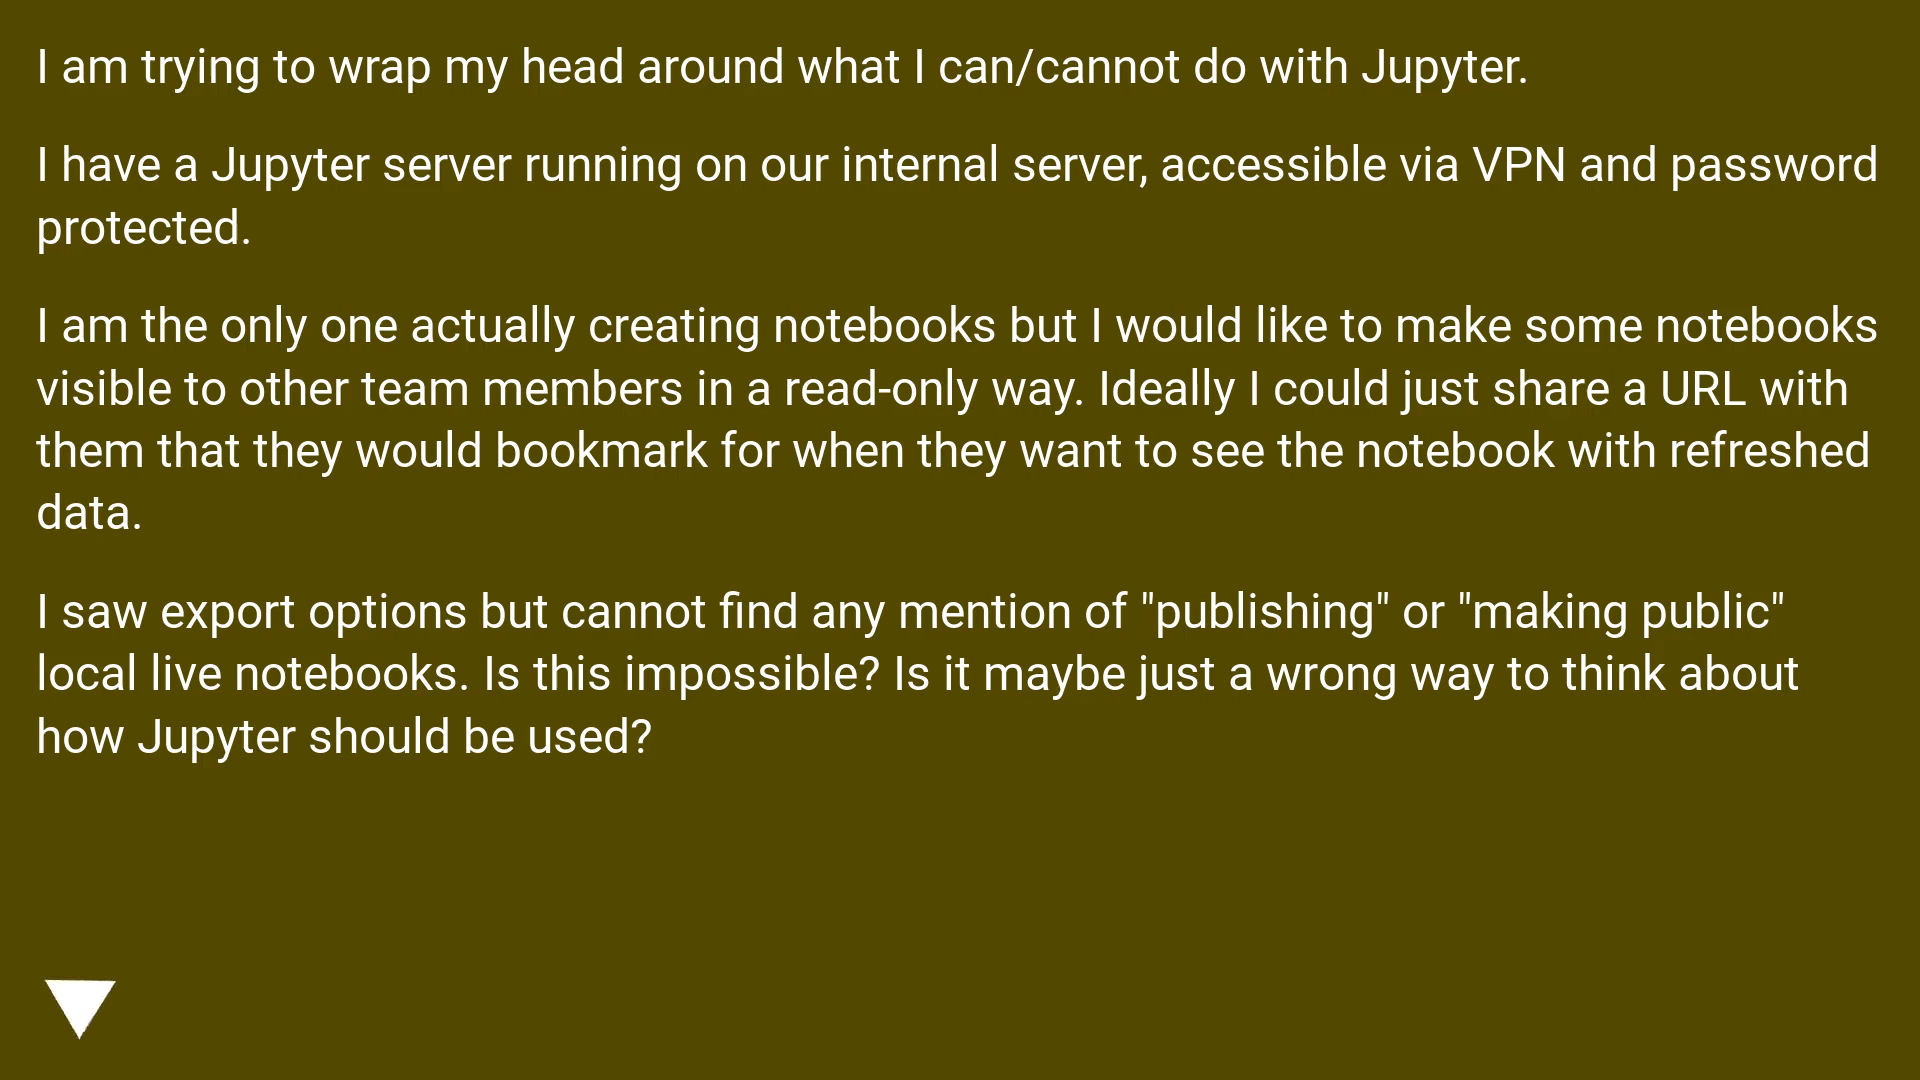 I am trying to wrap my head around what I can/cannot do with Jupyter.
I have a Jupyter server running on our internal server, accessible via VPN and password
protected.
I am the only one actually creating notebooks but I would like to make some notebooks
visible to other team members in a read-only way. Ideally I could just share a URL with
them that they would bookmark for when they want to see the notebook with refreshed
data.
I saw export options but cannot find any mention of "publishing" or "making public"
local live notebooks. Is this impossible? Is it maybe just a wrong way to think about
how Jupyter should be used?